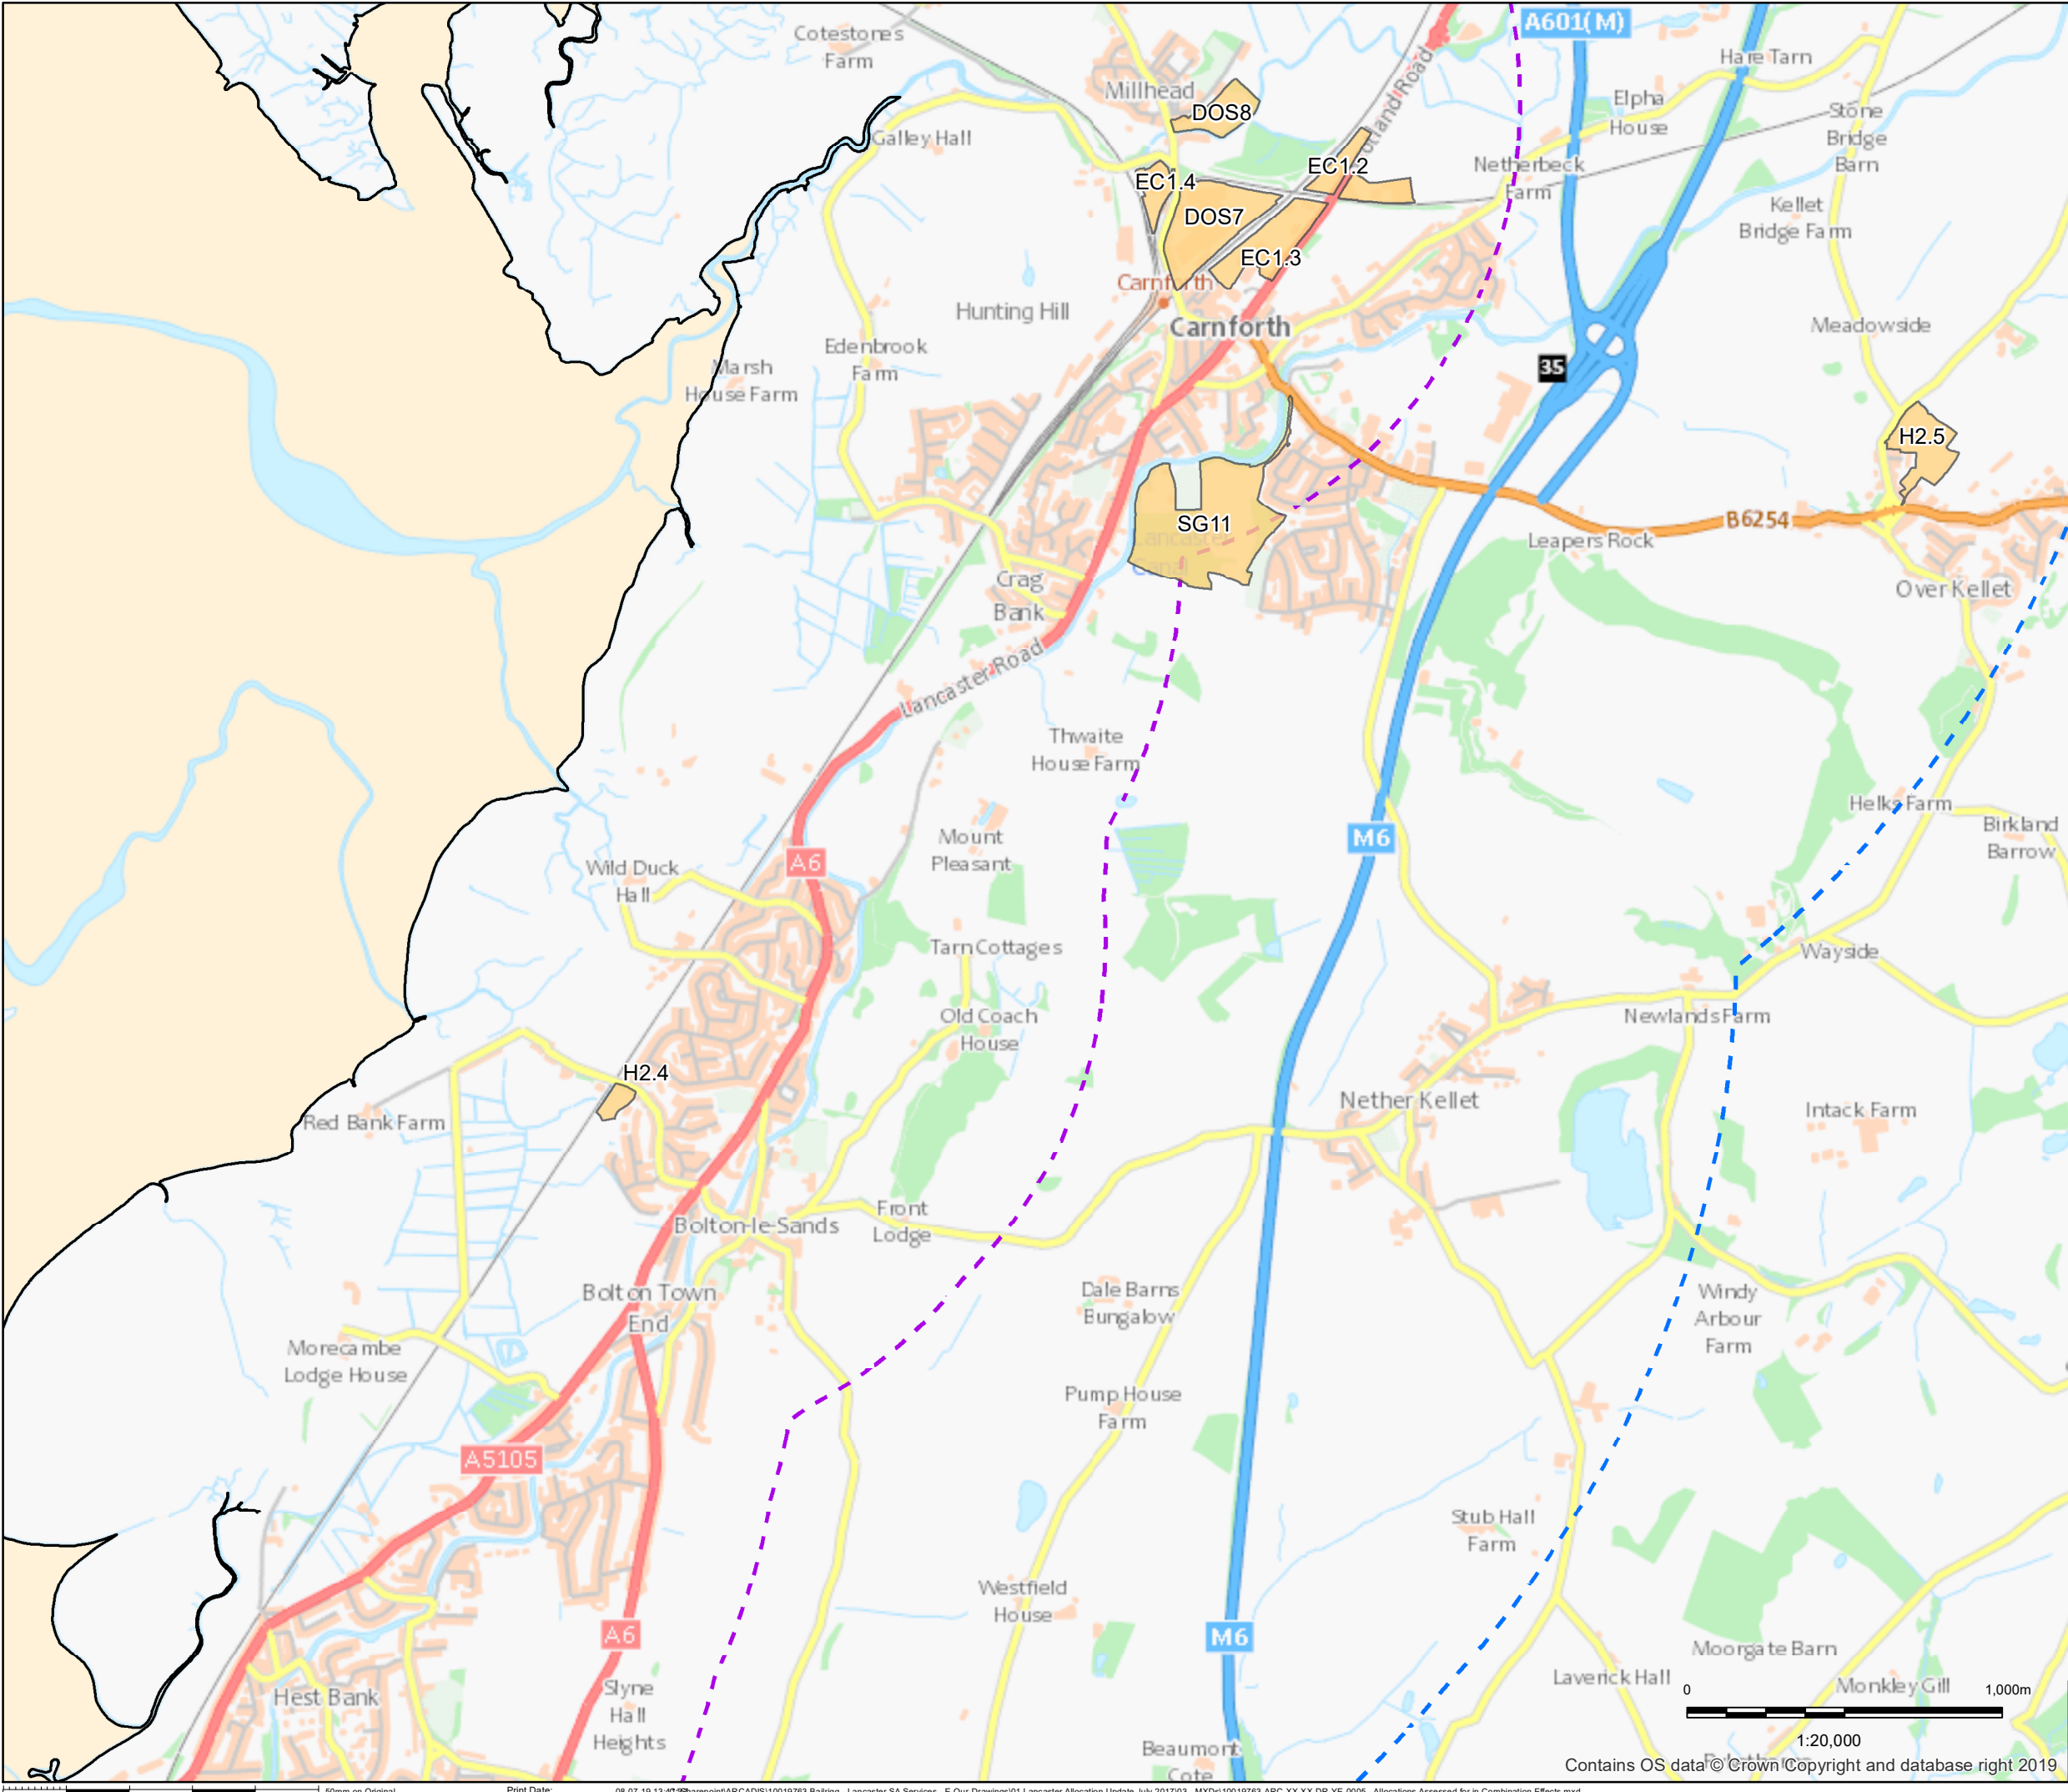 A601(M)
Cotestones
Farm
Hare Tarn
Millhead
Elpha
House
DOS8
Stone
Bridge
Barn
Galley Hall
EC1.2
Netherbeck
Farm
EC1.4
DOS7
Kellet
Bridge Farm
EC1.3
Carnforth
Hunting Hill
Carnforth
Meadowside
Edenbrook
Farm
Marsh
House Farm
35
H2.5
SG11
Lancaster
Canal
B6254
Leapers Rock
Crag
Bank
Over Kellet
Lancaster Road
Thwaite
House Farm
Helks Farm
Birkland
Barrow
Mount
Pleasant
M6
A6
Wild Duck
Hall
Tarn Cottages
Wayside
Old Coach
House
Newlands Farm
H2.4
Nether Kellet
Intack Farm
Red Bank Farm
Front
Lodge
Bolton-le-Sands
Bolton Town
End
Dale Barns
Bungalow
Windy
Arbour
Farm
Morecambe
Lodge House
Pump House
Farm
A5105
Stub Hall
Farm
Westfield
House
A6
M6
Moorgate Barn
Laverick Hall
Monkley Gill
Hest Bank
Slyne
Hall
Heights
0 1,000m
1:20,000
Beaumont
Cote
Contains OS data © Crown Copyright and database right 2019
50mm on Original
Print Date: